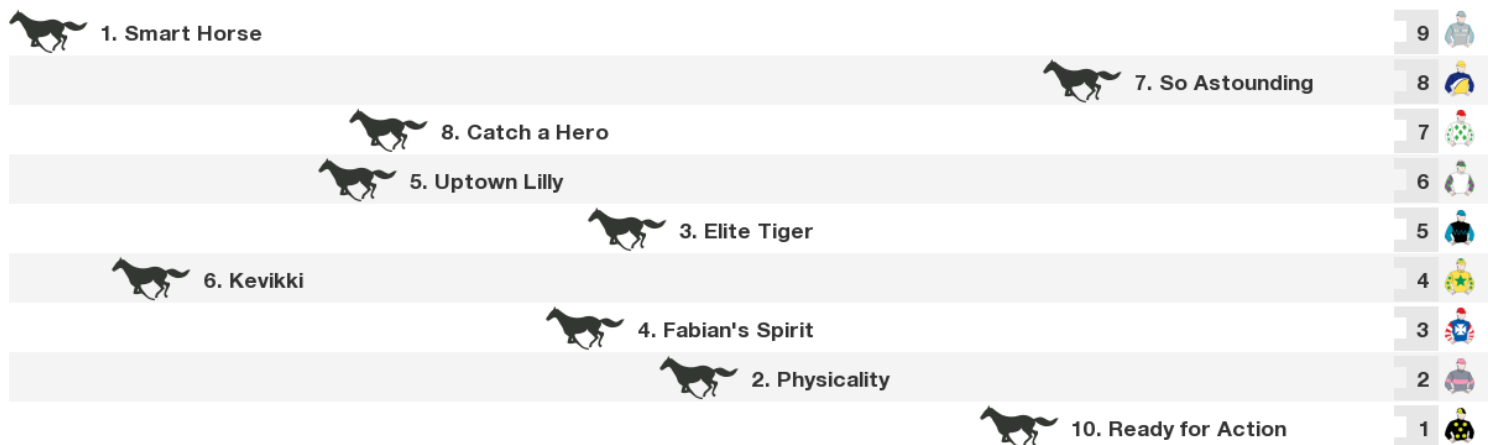 1. Smart Horse 9
7. So Astounding 8
8. Catch a Hero 7
5. Uptown Lilly 6
3. Elite Tiger 5
6. Kevikki 4
4. Fabian's Spirit 3
2. Physicality 2
10. Ready for Action 1